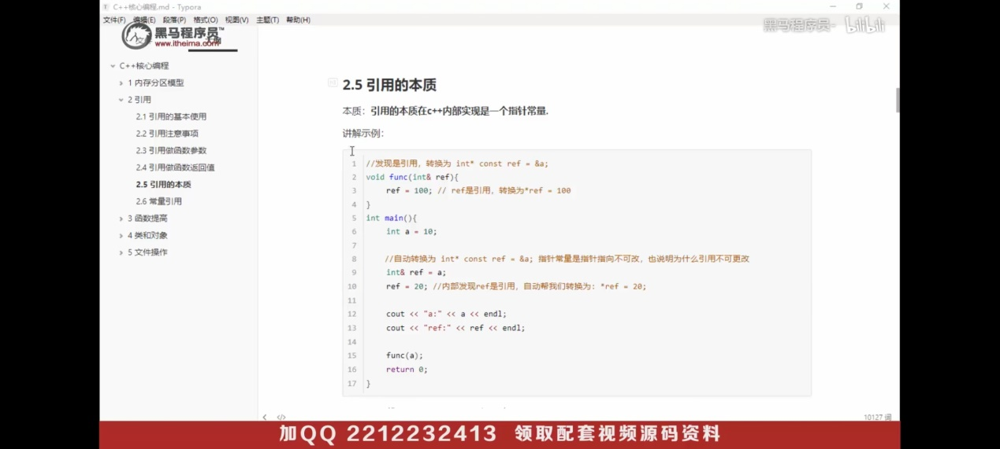 C++核心编程.md - Typora
文件(F) 编辑(E) 段落(P) 格式(O) 视图(V) 主题(T) 帮助(H)
黑马程序员™
www.itheima.com
大纲
黑马程序员- bilibili
C++核心编程
1 内存分区模型
2 引用
2.1 引用的基本使用
2.2 引用注意事项
2.3 引用做函数参数
2.4 引用做函数返回值
2.5 引用的本质
2.6 常量引用
3 函数提高
4 类和对象
5 文件操作
2.5 引用的本质
本质：引用的本质在c++内部实现是一个指针常量.
讲解示例：
1 //发现是引用，转换为 int* const ref = &a;
2 void func(int& ref){
3 ref = 100; // ref是引用，转换为*ref = 100
4 }
5 int main(){
6 int a = 10;
7
8 //自动转换为 int* const ref = &a; 指针常量是指针指向不可改，也说明为什么引用不可更改
9 int& ref = a;
10 ref = 20; //内部发现ref是引用，自动帮我们转换为: *ref = 20;
11
12 cout << "a:" << a << endl;
13 cout << "ref:" << ref << endl;
14
15 func(a);
16 return 0;
17 }
10127 词
加QQ 2212232413 领取配套视频源码资料